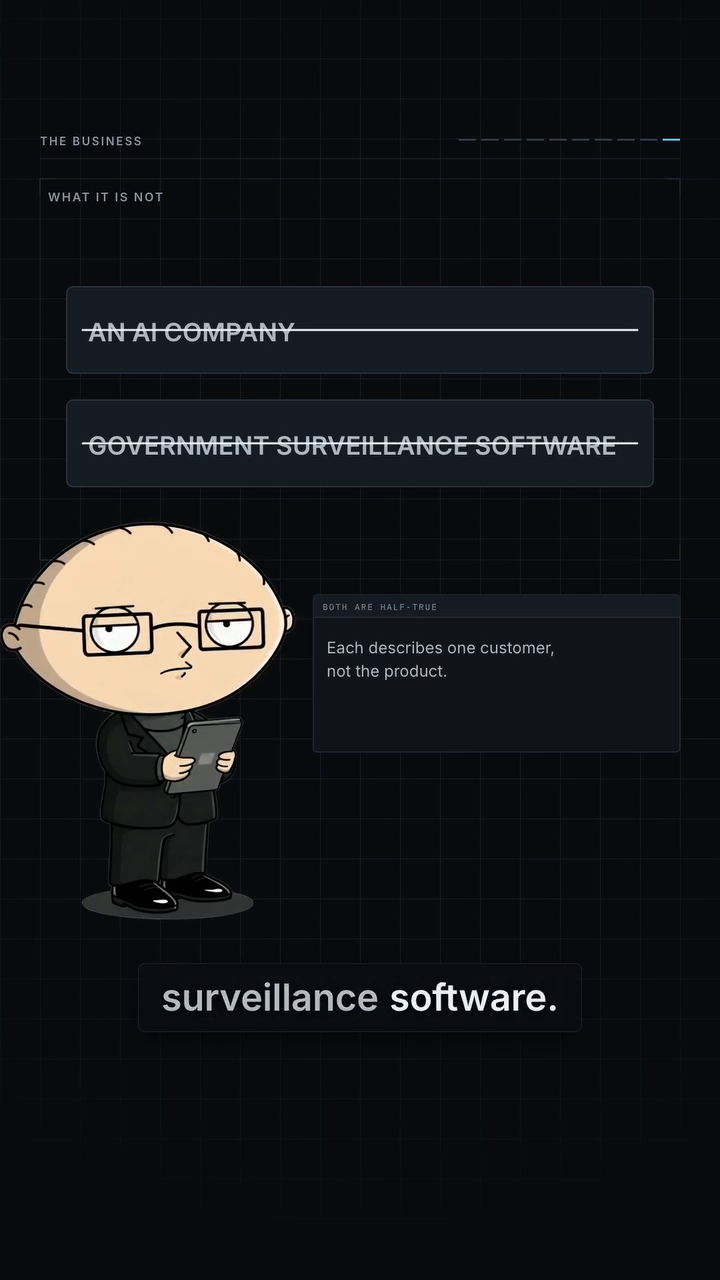 THE BUSINESS
WHAT IT IS NOT
AN AI COMPANY
GOVERNMENT SURVEILLANCE SOFTWARE
BOTH ARE HALF-TRUE
Each describes one customer,
not the product.
surveillance software.